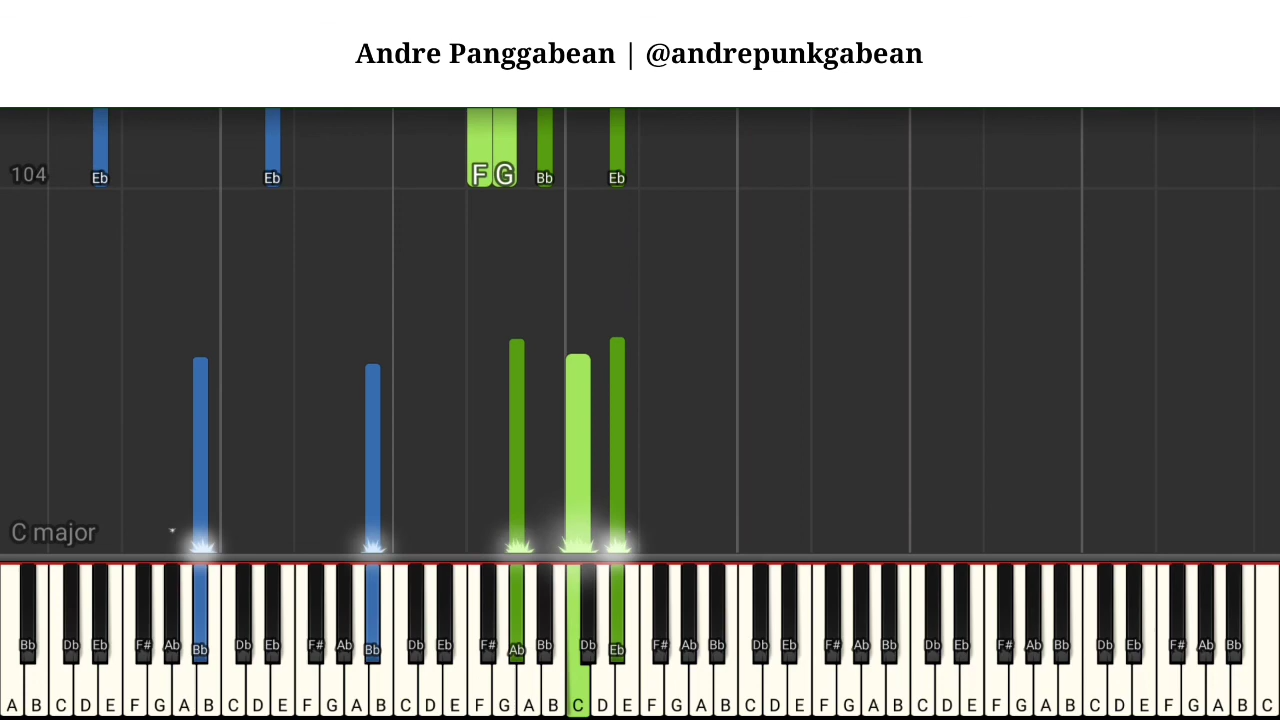 Andre Panggabean | @andrepunkgabean
104 Eb Eb F G Bb Eb
C major
Bb Db Eb F# Ab Bb Db Eb F# Ab Bb Db Eb F# Ab Bb Db Eb F# Ab Bb Db Eb F# Ab Bb Db Eb F# Ab Bb Db Eb F# Ab Bb
A B C D E F G A B C D E F G A B C D E F G A B C D E F G A B C D E F G A B C D E F G A B C D E F G A B C